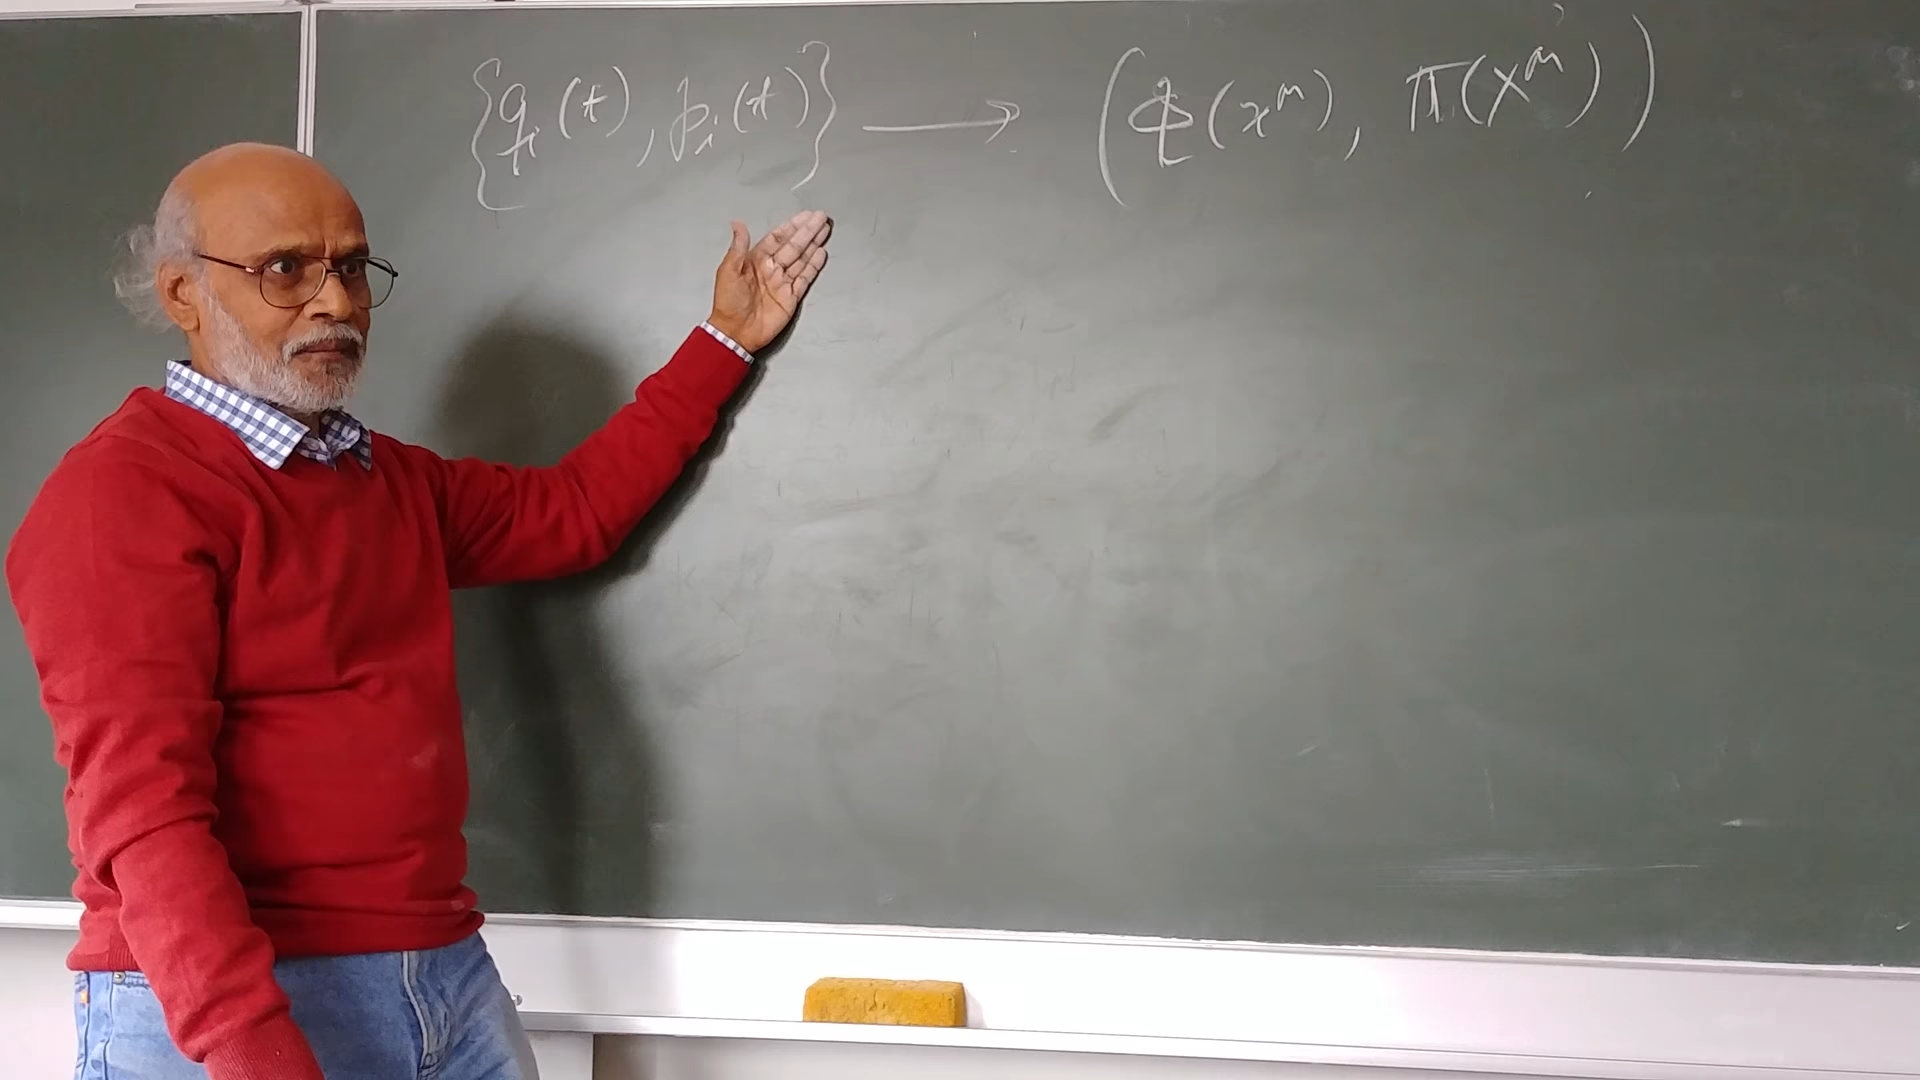 {q_i(t), p_i(t)} ⟶ (Φ(x^μ), π(x^μ))